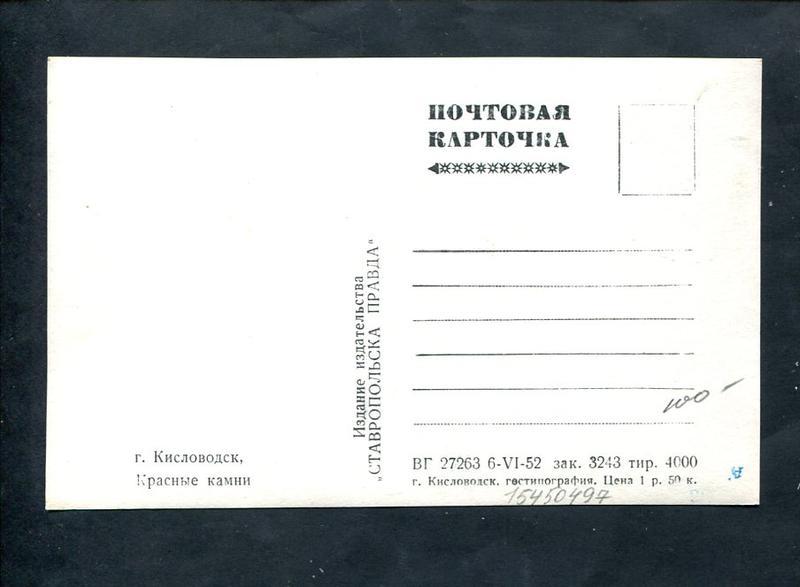 ПОЧТОВАЯ
КАРТОЧКА
Издание издательства
„СТАВРОПОЛЬСКА ПРАВДА"
г. Кисловодск,
Красные камни
100-
ВГ 27263 6-VI-52 зак. 3243 тир. 4000
г. Кисловодск, гостипография. Цена 1 р. 50 к.
15450497